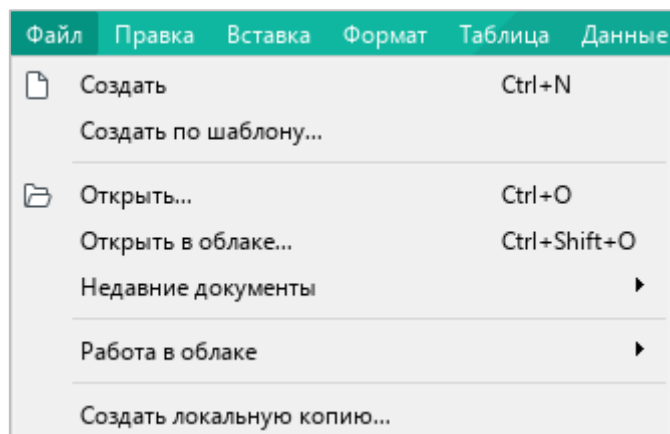 Файл Правка Вставка Формат Таблица Данные
Создать Ctrl+N
Создать по шаблону...
Открыть... Ctrl+O
Открыть в облаке... Ctrl+Shift+O
Недавние документы
Работа в облаке
Создать локальную копию...